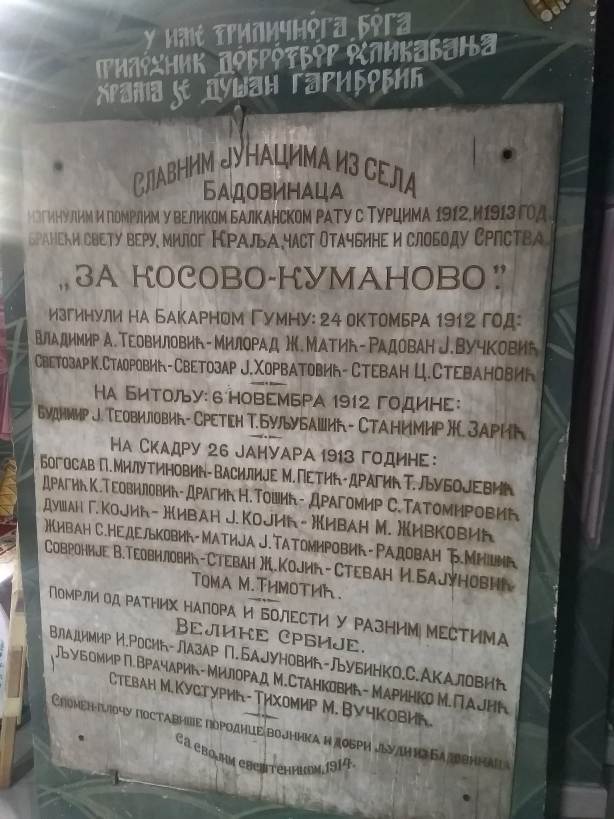 У име триличнога Бога
прилохник добротвор осликавања
храма је Душан Гарибовић
Славним јунацима из села
Бадовинаца
изгинулим и помрлим у великом Балканском рату с Турцима 1912, и 1913 год.
бранећи свету веру, милог Краља, част Отачбине и слободу Српства.
„За Косово-Куманово."
изгинули на Бакарном Гумну: 24 октомбра 1912 год:
Владимир А. Теовиловић - Милорад Ж. Матић - Радован Ј. Вучковић
Светозар К. Стаоровић - Светозар Ј. Хорватовић - Стеван Ц. Стевановић
На Битољу: 6 новембра 1912 године:
Будимир Ј. Теовиловић - Сретен Т. Буљубашић - Станимир Ж. Зарић
На Скадру 26 јануара 1913 године:
Богосав П. Милутиновић - Василије М. Петић - Драгић Т. Љубојевић
Драгић К. Теовиловић - Драгић Н. Тошић - Драгомир С. Татомировић
Душан Г. Којић - Живан Ј. Којић - Живан М. Живковић
Живан С. Недељковић - Матија Ј. Татомировић - Радован Ђ. Мишић
Совроније В. Теовиловић - Стеван Ж. Којић - Стеван И. Бајуновић
Тома М. Тимотић.
Помрли од ратних напора и болести у разним местима
Велике Србије.
Владимир И. Росић - Лазар П. Бајуновић - Љубинко. С. Акаловић
Љубомир П. Врачарић - Милорад М. Станковић - Маринко М. Пајић
Стеван М. Кустурић - Тихомир М. Вучковић.
Спомен-плочу поставише породице војника и добри људи из Бадовинаца
са својим свештеником, 1914.